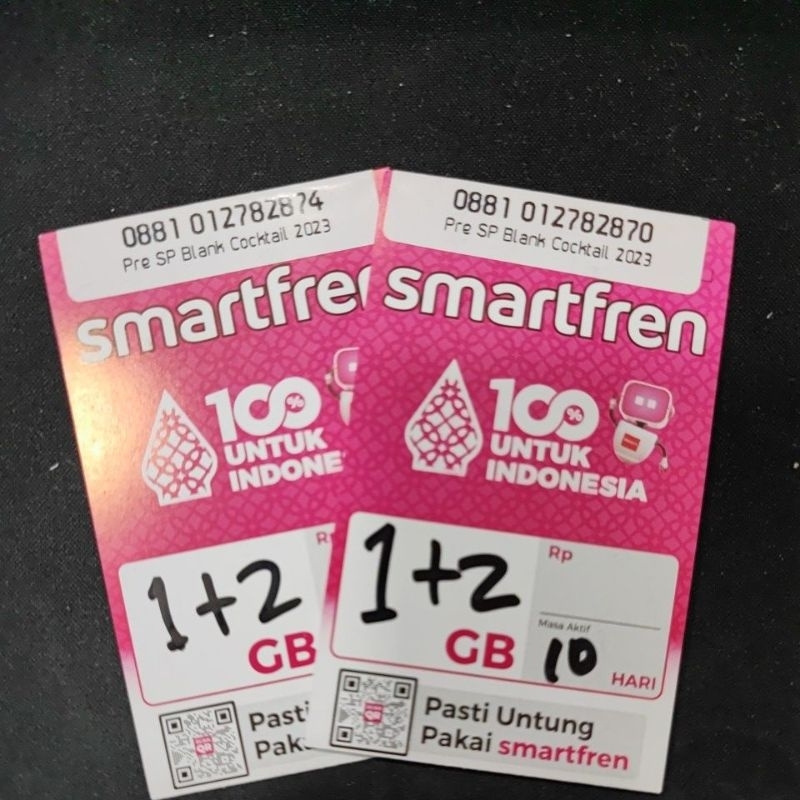 0881 012782874
Pre SP Blank Cocktail 2023
smartfren
100%
UNTUK
INDONE
1+2
GB
Pasti
Pak
0881 012782870
Pre SP Blank Cocktail 2023
smartfren
100%
UNTUK
INDONESIA
1+2
GB
Rp
Masa Aktif
10
HARI
Pasti Untung
Pakai smartfren